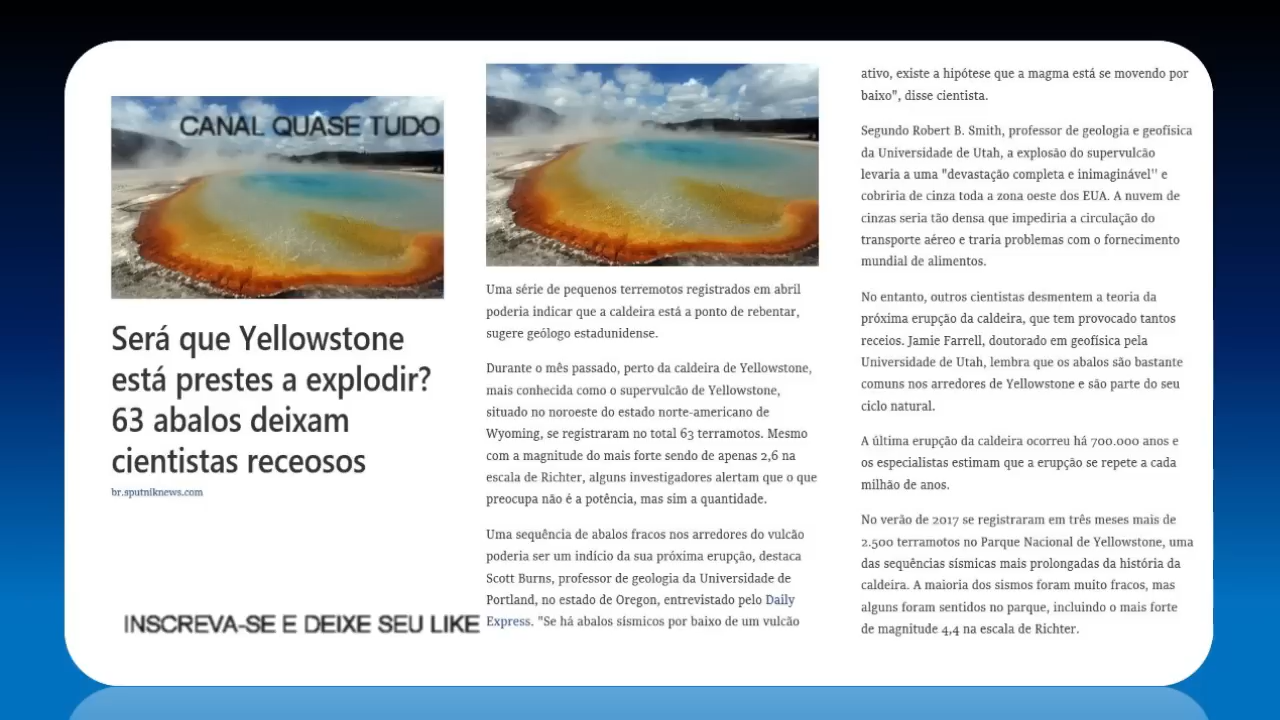 CANAL QUASE TUDO
Será que Yellowstone
está prestes a explodir?
63 abalos deixam
cientistas receosos
br.sputniknews.com
INSCREVA-SE E DEIXE SEU LIKE
Uma série de pequenos terremotos registrados em abril
poderia indicar que a caldeira está a ponto de rebentar,
sugere geólogo estadunidense.
Durante o mês passado, perto da caldeira de Yellowstone,
mais conhecida como o supervulcão de Yellowstone,
situado no noroeste do estado norte-americano de
Wyoming, se registraram no total 63 terramotos. Mesmo
com a magnitude do mais forte sendo de apenas 2,6 na
escala de Richter, alguns investigadores alertam que o que
preocupa não é a potência, mas sim a quantidade.
Uma sequência de abalos fracos nos arredores do vulcão
poderia ser um indício da sua próxima erupção, destaca
Scott Burns, professor de geologia da Universidade de
Portland, no estado de Oregon, entrevistado pelo Daily
Express. "Se há abalos sísmicos por baixo de um vulcão
ativo, existe a hipótese que a magma está se movendo por
baixo", disse cientista.
Segundo Robert B. Smith, professor de geologia e geofísica
da Universidade de Utah, a explosão do supervulcão
levaria a uma "devastação completa e inimaginável'' e
cobriria de cinza toda a zona oeste dos EUA. A nuvem de
cinzas seria tão densa que impediria a circulação do
transporte aéreo e traria problemas com o fornecimento
mundial de alimentos.
No entanto, outros cientistas desmentem a teoria da
próxima erupção da caldeira, que tem provocado tantos
receios. Jamie Farrell, doutorado em geofísica pela
Universidade de Utah, lembra que os abalos são bastante
comuns nos arredores de Yellowstone e são parte do seu
ciclo natural.
A última erupção da caldeira ocorreu há 700.000 anos e
os especialistas estimam que a erupção se repete a cada
milhão de anos.
No verão de 2017 se registraram em três meses mais de
2.500 terramotos no Parque Nacional de Yellowstone, uma
das sequências sísmicas mais prolongadas da história da
caldeira. A maioria dos sismos foram muito fracos, mas
alguns foram sentidos no parque, incluindo o mais forte
de magnitude 4,4 na escala de Richter.